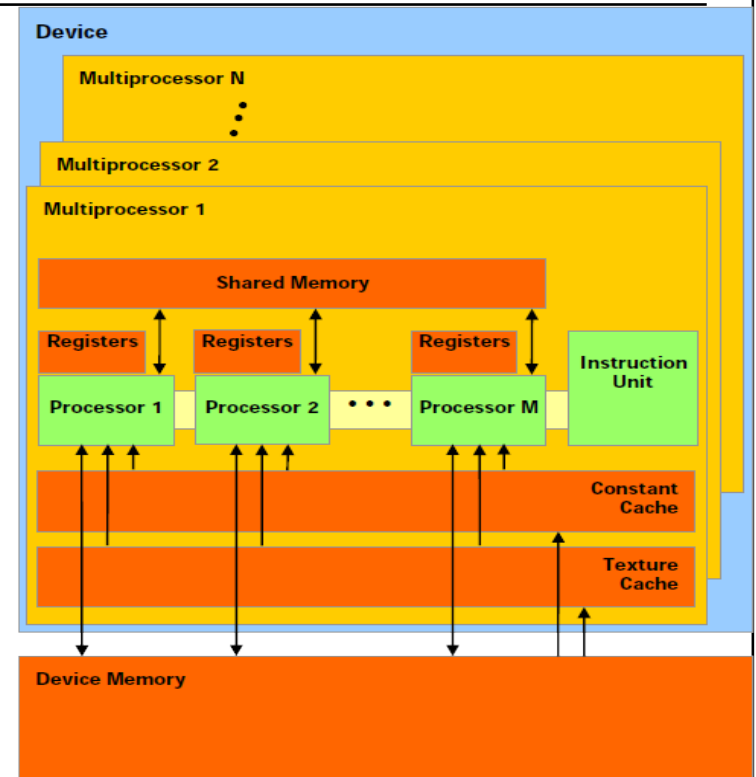 Device
Multiprocessor N
Multiprocessor 2
Multiprocessor 1
Shared Memory
Registers
Registers
Registers
Instruction
Unit
Processor 1
Processor 2
• • •
Processor M
Constant
Cache
Texture
Cache
Device Memory